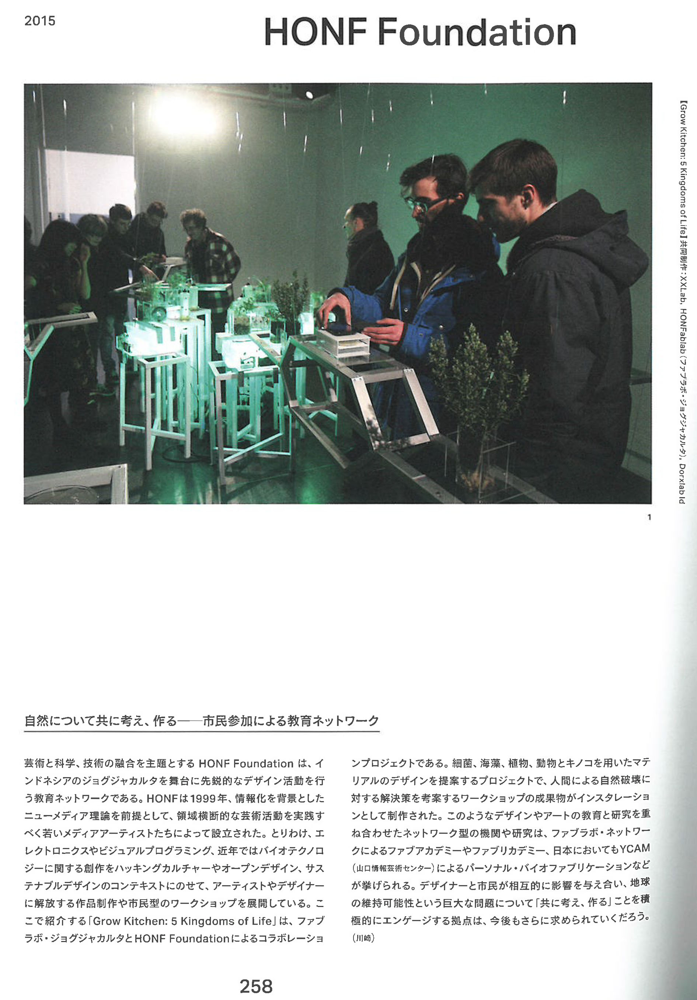 2015
HONF Foundation
【Grow Kitchen: 5 Kingdoms of Life】共同制作：XXLab, HONFablab（ファブラボ・ジョグジャカルタ）, Dorxlab Id
1
自然について共に考え、作る——市民参加による教育ネットワーク
芸術と科学、技術の融合を主題とする HONF Foundation は、イ
ンドネシアのジョグジャカルタを舞台に先鋭的なデザイン活動を行
う教育ネットワークである。HONFは1999年、情報化を背景とした
ニューメディア理論を前提として、領域横断的な芸術活動を実践す
べく若いメディアアーティストたちによって設立された。とりわけ、エ
レクトロニクスやビジュアルプログラミング、近年ではバイオテクノロ
ジーに関する創作をハッキングカルチャーやオープンデザイン、サス
テナブルデザインのコンテキストにのせて、アーティストやデザイナー
に解放する作品制作や市民型のワークショップを展開している。こ
こで紹介する「Grow Kitchen: 5 Kingdoms of Life」は、ファブ
ラボ・ジョグジャカルタとHONF Foundationによるコラボレーショ
ンプロジェクトである。細菌、海藻、植物、動物とキノコを用いたマテ
リアルのデザインを提案するプロジェクトで、人間による自然破壊に
対する解決策を考案するワークショップの成果物がインスタレーショ
ンとして制作された。このようなデザインやアートの教育と研究を重
ね合わせたネットワーク型の機関や研究は、ファブラボ・ネットワー
クによるファブアカデミーやファブリカデミー、日本においてもYCAM
（山口情報芸術センター）によるパーソナル・バイオファブリケーションなど
が挙げられる。デザイナーと市民が相互的に影響を与え合い、地球
の維持可能性という巨大な問題について「共に考え、作る」ことを積
極的にエンゲージする拠点は、今後もさらに求められていくだろう。
（川崎）
258